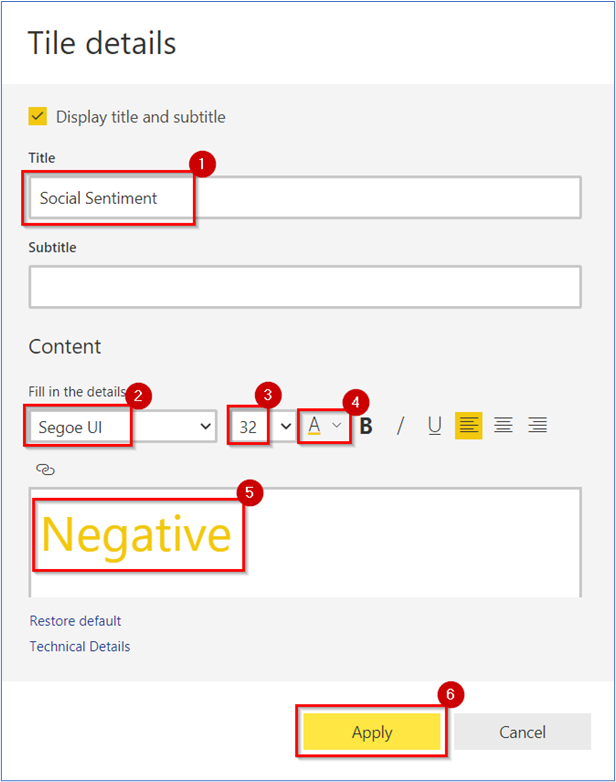 Tile details
Display title and subtitle
Title
1
Social Sentiment
Subtitle
Content
Fill in the details
2
3
4
Segoe UI
32
A
B
/
U
5
Negative
Restore default
Technical Details
6
Apply
Cancel